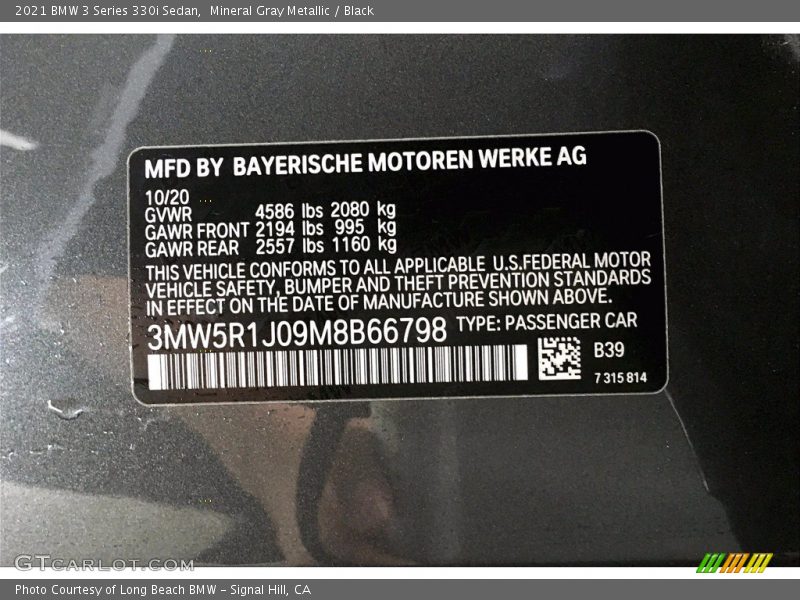 2021 BMW 3 Series 330i Sedan,  Mineral Gray Metallic / Black
MFD BY BAYERISCHE MOTOREN WERKE AG
10/20
GVWR 4586 lbs 2080 kg
GAWR FRONT 2194 lbs 995 kg
GAWR REAR 2557 lbs 1160 kg
THIS VEHICLE CONFORMS TO ALL APPLICABLE U.S.FEDERAL MOTOR
VEHICLE SAFETY, BUMPER AND THEFT PREVENTION STANDARDS
IN EFFECT ON THE DATE OF MANUFACTURE SHOWN ABOVE.
3MW5R1J09M8B66798 TYPE: PASSENGER CAR
B39
7 315 814
GTCARLOT.COM
Photo Courtesy of Long Beach BMW - Signal Hill, CA